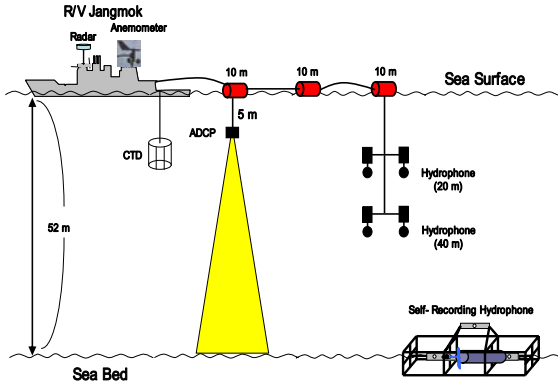 R/V Jangmok
Radar
Anemometer
10 m
10 m
10 m
Sea Surface
5 m
ADCP
CTD
Hydrophone
(20 m)
52 m
Hydrophone
(40 m)
Self- Recording Hydrophone
Sea Bed